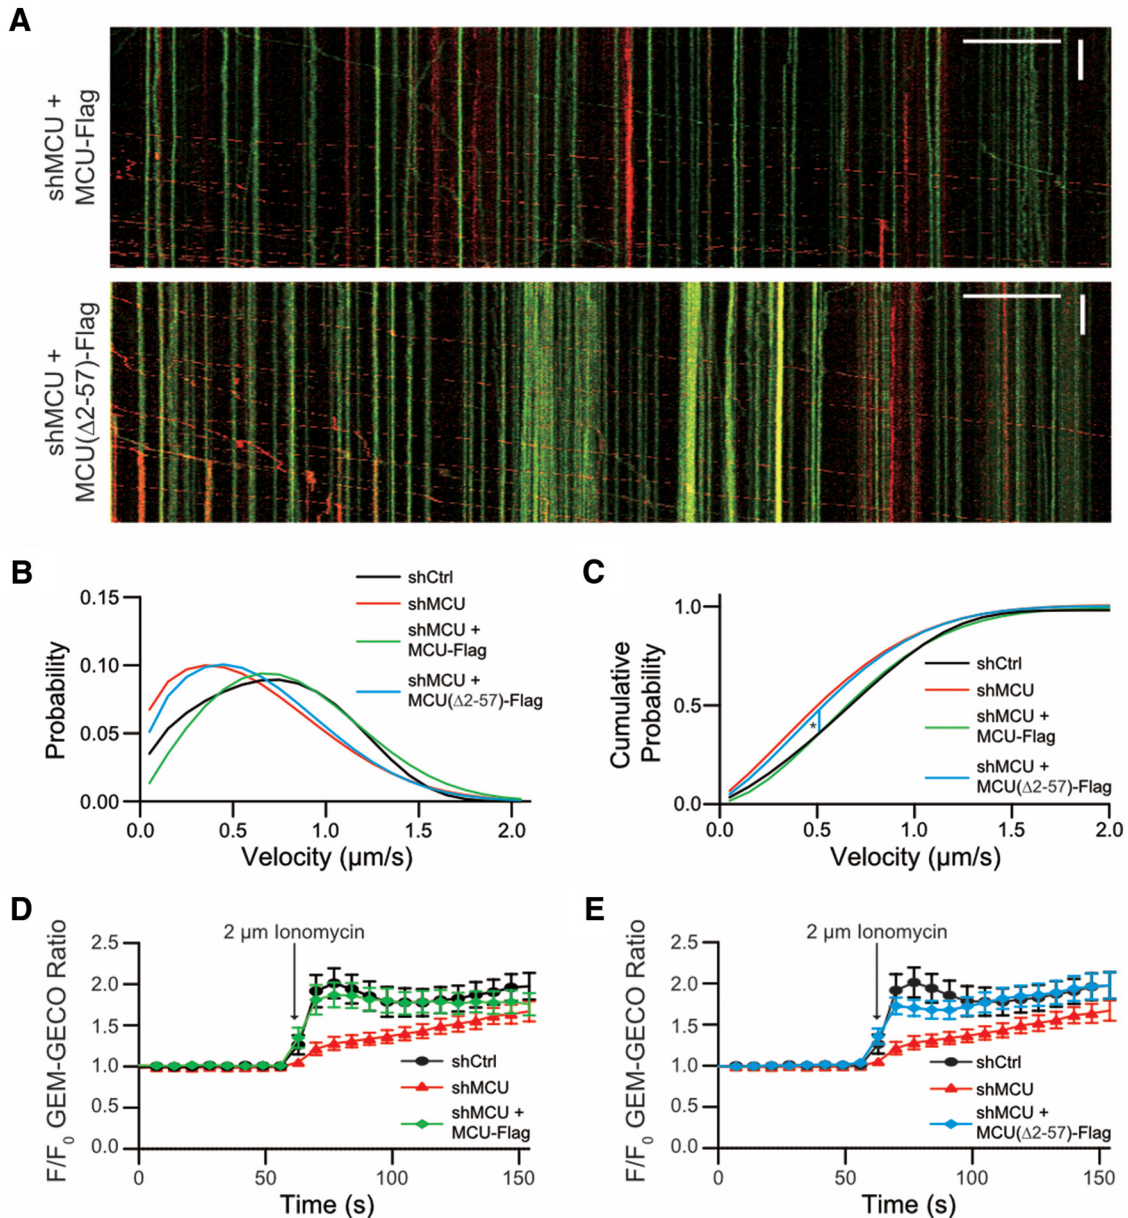 A
shMCU +
MCU-Flag
shMCU +
MCU(Δ2-57)-Flag
B
Probability
0.15
0.10
0.05
0.00
0.0
0.5
1.0
1.5
2.0
Velocity (µm/s)
shCtrl
shMCU
shMCU +
MCU-Flag
shMCU +
MCU(Δ2-57)-Flag
C
Cumulative
Probability
1.0
0.5
0.0
*
0.0
0.5
1.0
1.5
2.0
Velocity (µm/s)
shCtrl
shMCU
shMCU +
MCU-Flag
shMCU +
MCU(Δ2-57)-Flag
D
F/F0 GEM-GECO Ratio
2 µm Ionomycin
2.5
2.0
1.5
1.0
0.5
0.0
0
50
100
150
Time (s)
shCtrl
shMCU
shMCU +
MCU-Flag
E
F/F0 GEM-GECO Ratio
2 µm Ionomycin
2.5
2.0
1.5
1.0
0.5
0.0
0
50
100
150
Time (s)
shCtrl
shMCU
shMCU +
MCU(Δ2-57)-Flag